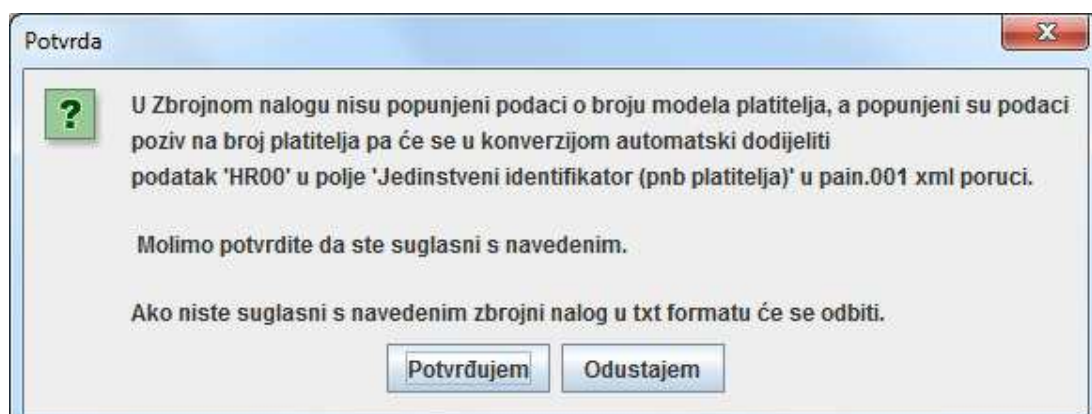 Potvrda
U Zbrojnom nalogu nisu popunjeni podaci o broju modela platitelja, a popunjeni su podaci
poziv na broj platitelja pa će se u konverzijom automatski dodijeliti
podatak 'HR00' u polje 'Jedinstveni identifikator (pnb platitelja)' u pain.001 xml poruci.
Molimo potvrdite da ste suglasni s navedenim.
Ako niste suglasni s navedenim zbrojni nalog u txt formatu će se odbiti.
Potvrđujem Odustajem